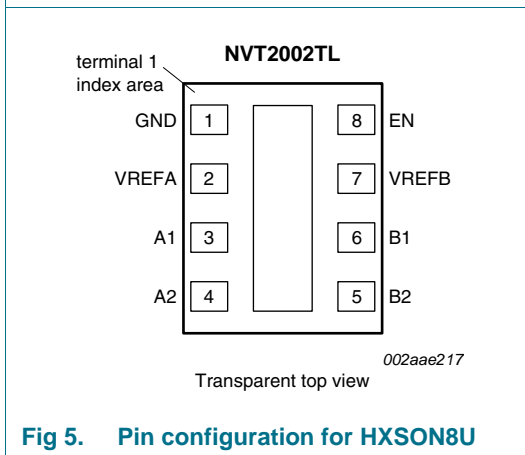 NVT2002TL
terminal 1
index area
GND 1 8 EN
VREFA 2 7 VREFB
A1 3 6 B1
A2 4 5 B2
002aae217
Transparent top view
Fig 5. Pin configuration for HXSON8U